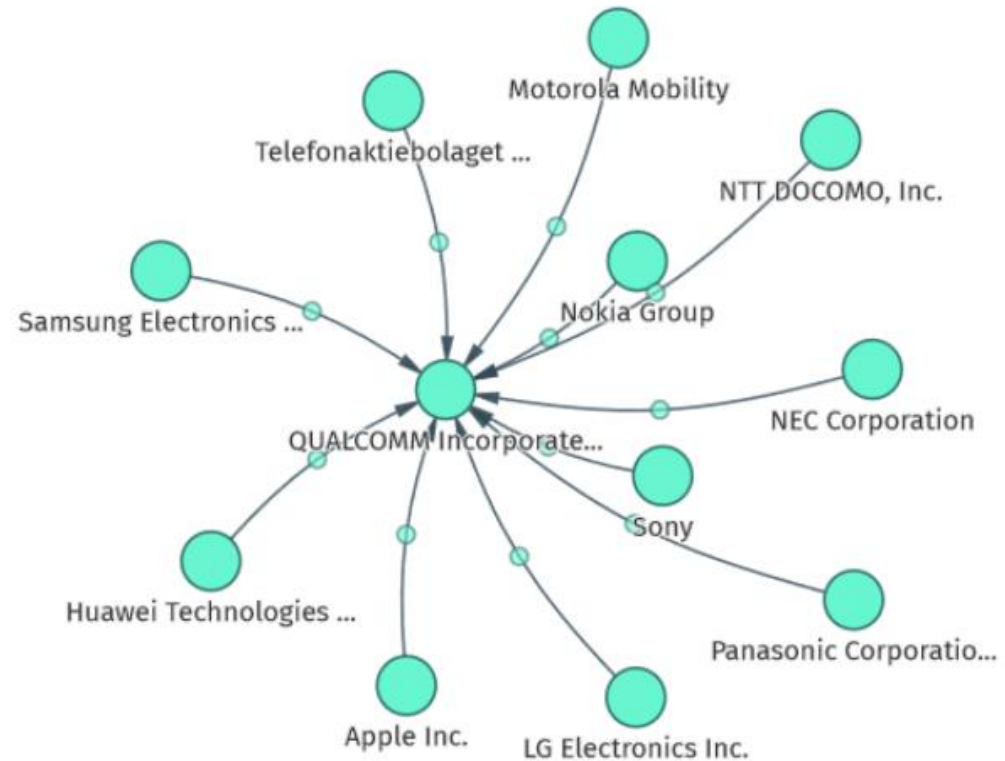 Motorola Mobility
Telefonaktiebolaget ...
NTT DOCOMO, Inc.
Nokia Group
Samsung Electronics ...
NEC Corporation
QUALCOMM Incorporate...
Sony
Huawei Technologies ...
Panasonic Corporatio...
Apple Inc.
LG Electronics Inc.